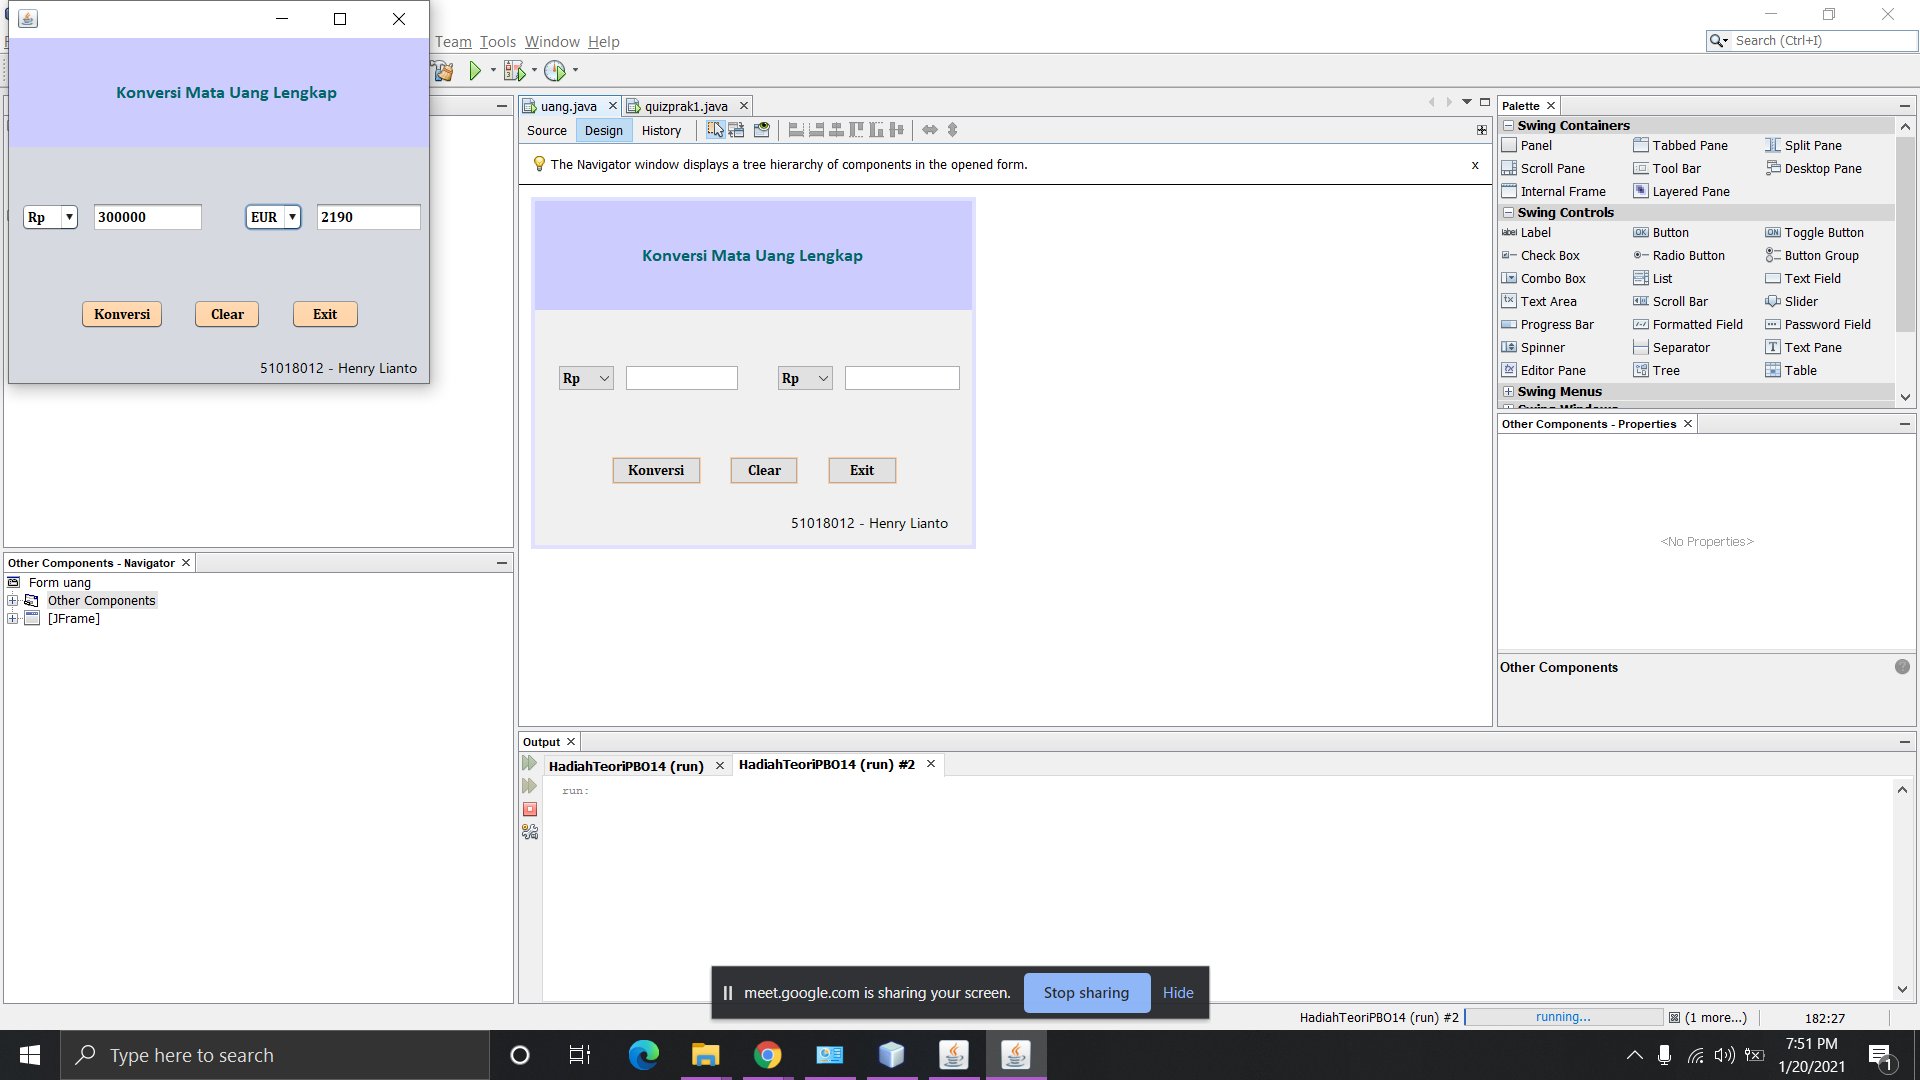 Team Tools Window Help
Search (Ctrl+I)
Konversi Mata Uang Lengkap
Rp 300000 EUR 2190
Konversi Clear Exit
51018012 - Henry Lianto
uang.java quizprak1.java
Source Design History
The Navigator window displays a tree hierarchy of components in the opened form. x
Konversi Mata Uang Lengkap
Rp Rp
Konversi Clear Exit
51018012 - Henry Lianto
Palette
Swing Containers
Panel Tabbed Pane Split Pane
Scroll Pane Tool Bar Desktop Pane
Internal Frame Layered Pane
Swing Controls
Label Button Toggle Button
Check Box Radio Button Button Group
Combo Box List Text Field
Text Area Scroll Bar Slider
Progress Bar Formatted Field Password Field
Spinner Separator Text Pane
Editor Pane Tree Table
Swing Menus
Other Components - Properties
<No Properties>
Other Components
Other Components - Navigator
Form uang
Other Components
[JFrame]
Output
HadiahTeoriPBO14 (run) HadiahTeoriPBO14 (run) #2
run:
meet.google.com is sharing your screen. Stop sharing Hide
HadiahTeoriPBO14 (run) #2 running... (1 more...) 182:27
Type here to search
7:51 PM
1/20/2021
1